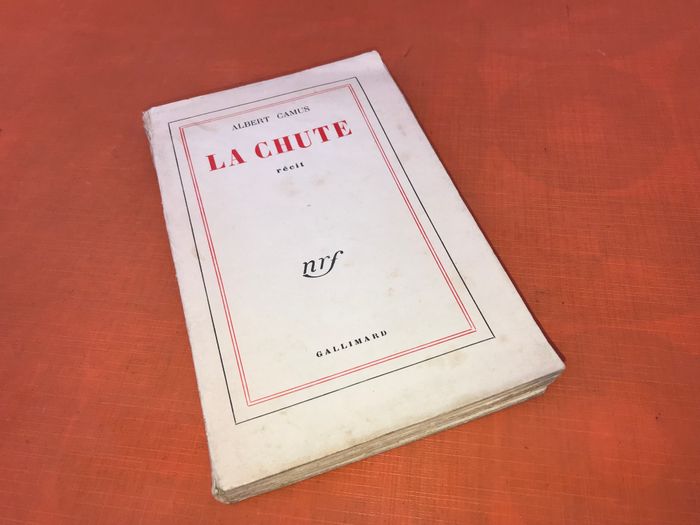 ALBERT CAMUS
LA CHUTE
récit
nrf
GALLIMARD